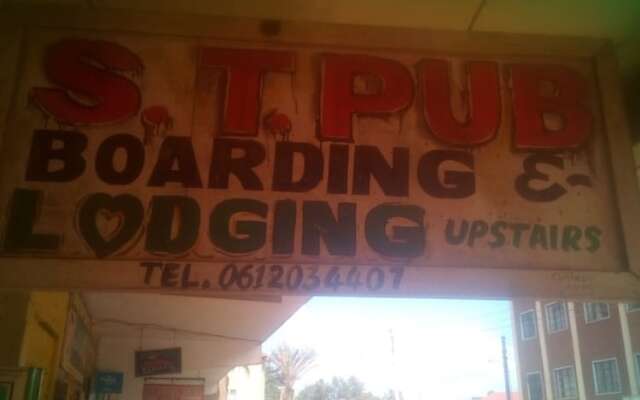 S.T.PUB
BOARDING &
LODGING UPSTAIRS
TEL. 0612034407